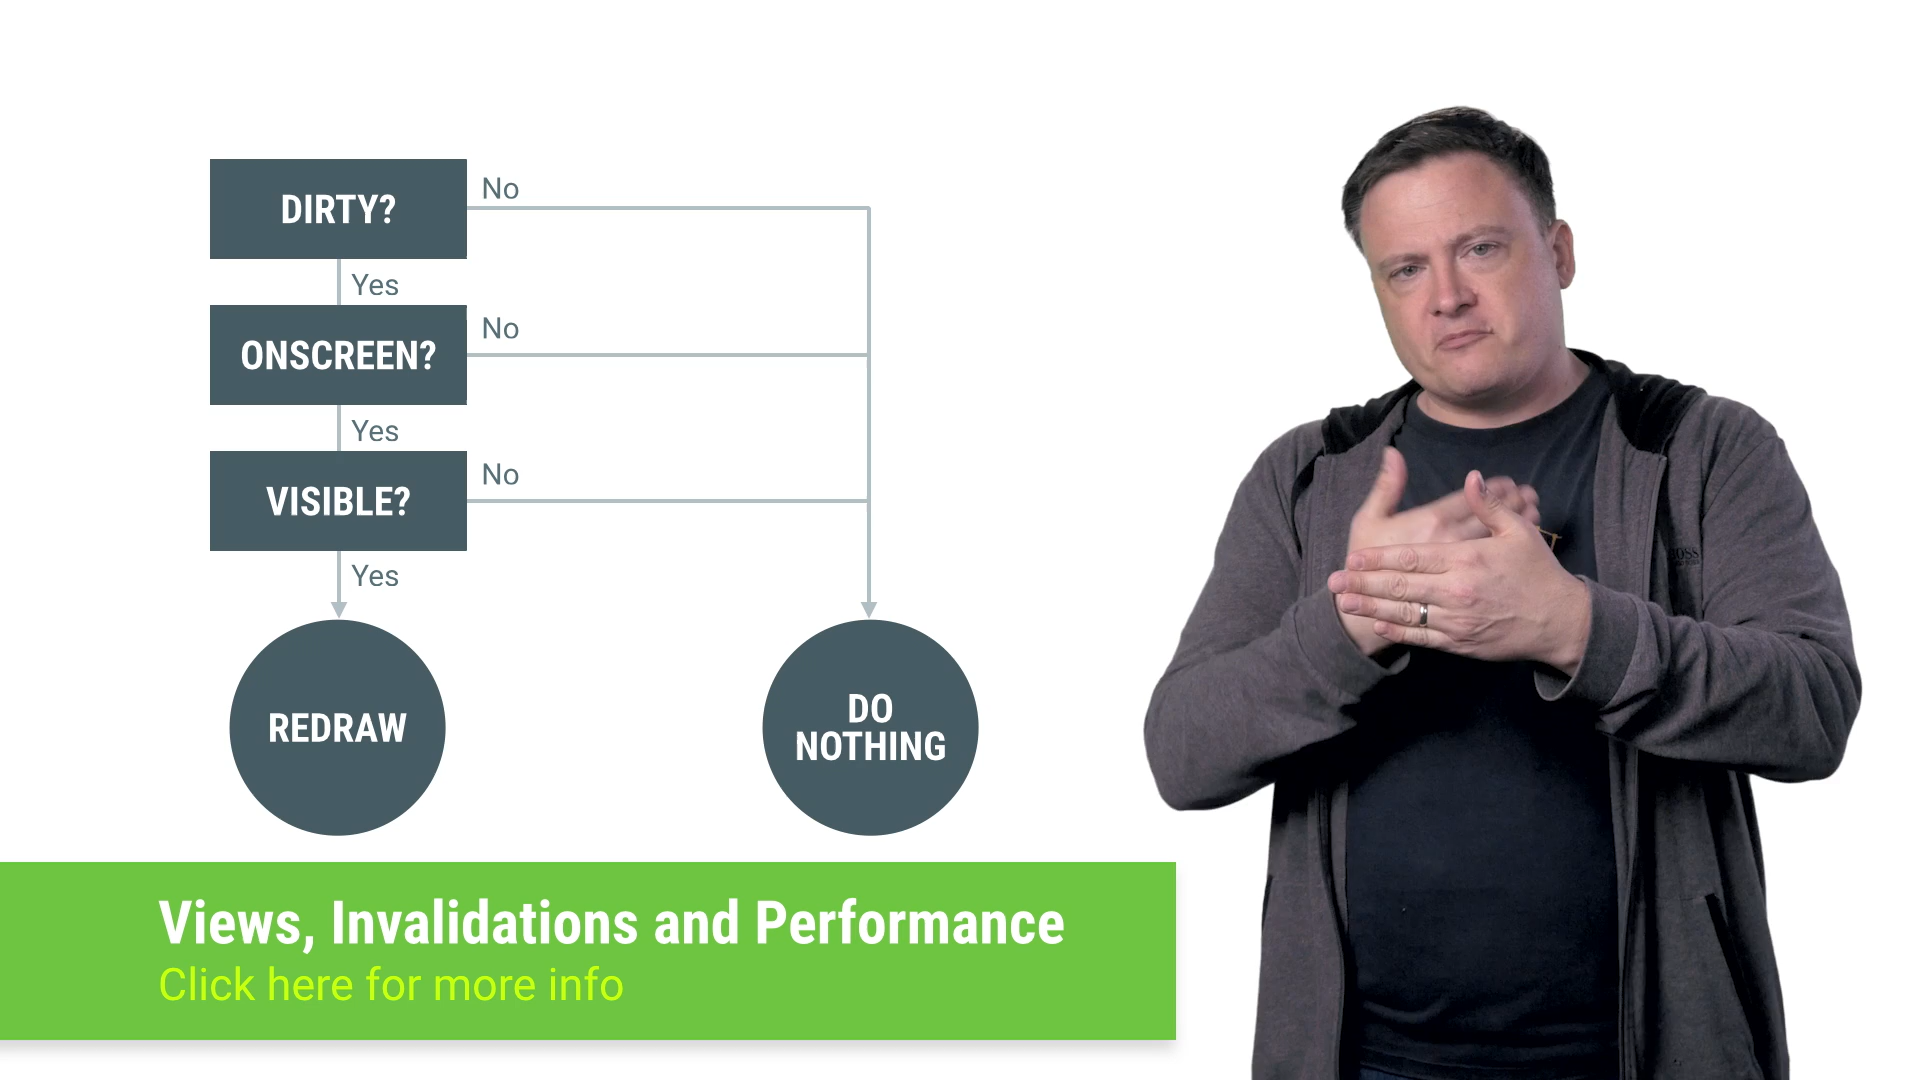 DIRTY?
No
Yes
ONSCREEN?
No
Yes
VISIBLE?
No
Yes
REDRAW
DO
NOTHING
Views, Invalidations and Performance
Click here for more info